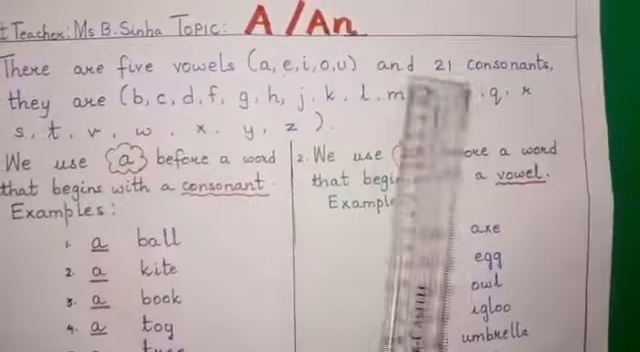 t Teacher: Ms B. Sinha Topic: A/An
There are five vowels (a, e, i, o, u) and 21 consonants,
they are (b, c, d, f, g, h, j, k, l, m , q, r
s, t, v, w, x, y, z).
We use (a) before a word
that begins with a consonant.
Examples:
1. a ball
2. a kite
3. a book
4. a toy
2. We use ore a word
that begi a vowel.
Example
axe
egg
owl
igloo
umbrella